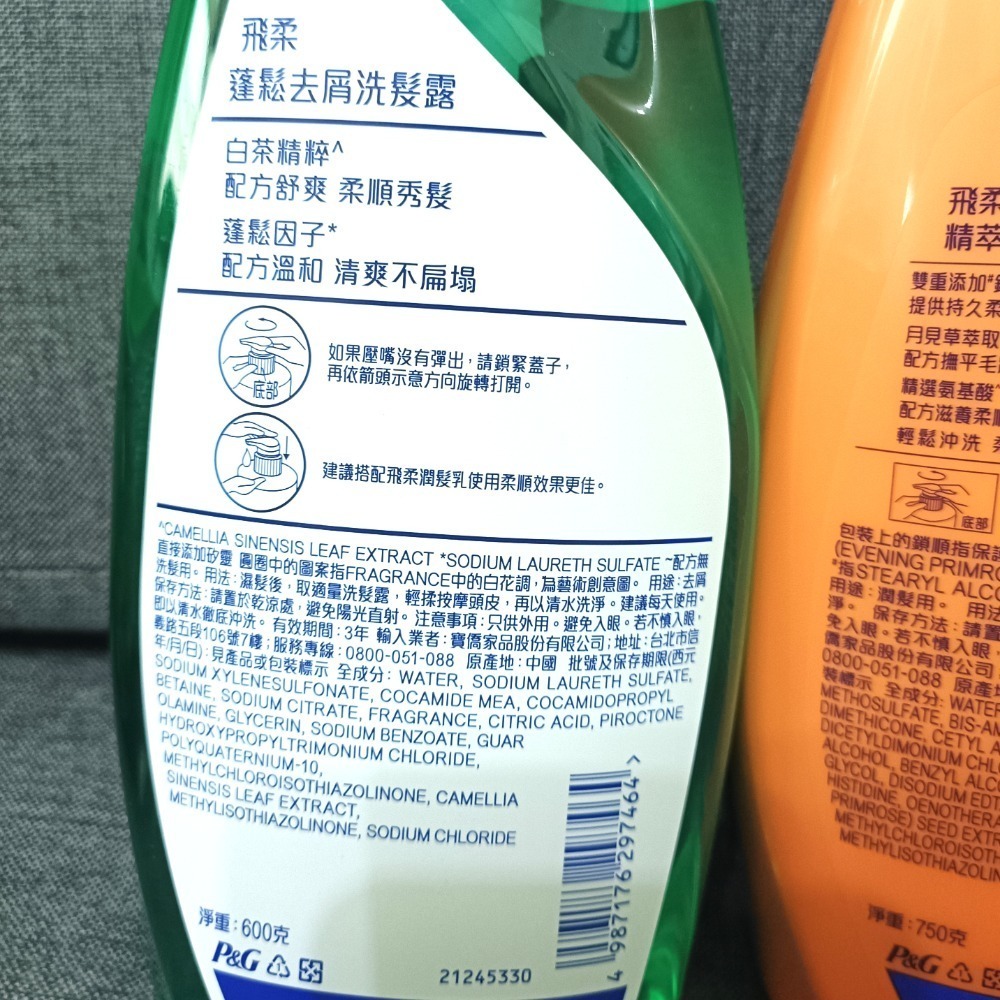 飛柔
蓬鬆去屑洗髮露
白茶精粹^
配方舒爽 柔順秀髮
蓬鬆因子*
配方溫和 清爽不扁塌
底部
如果壓嘴沒有彈出，請鎖緊蓋子，
再依箭頭示意方向旋轉打開。
建議搭配飛柔潤髮乳使用柔順效果更佳。
^CAMELLIA SINENSIS LEAF EXTRACT *SODIUM LAURETH SULFATE ~配方無
直接添加矽靈 圓圈中的圖案指FRAGRANCE中的白花調，為藝術創意圖。 用途：去屑
洗髮用。用法：濕髮後，取適量洗髮露，輕揉按摩頭皮，再以清水洗淨。建議每天使用。
保存方法：請置於乾涼處，避免陽光直射。注意事項：只供外用。避免入眼。若不慎入眼，
即以清水徹底沖洗。有效期間：3年 輸入業者：寶僑家品股份有限公司；地址：台北市信
義路五段106號7樓；服務專線：0800-051-088 原產地：中國 批號及保存期限(西元
年/月/日)：見產品或包裝標示 全成分: WATER, SODIUM LAURETH SULFATE,
SODIUM XYLENESULFONATE, COCAMIDE MEA, COCAMIDOPROPYL
BETAINE, SODIUM CITRATE, FRAGRANCE, CITRIC ACID, PIROCTONE
OLAMINE, GLYCERIN, SODIUM BENZOATE, GUAR
HYDROXYPROPYLTRIMONIUM CHLORIDE,
POLYQUATERNIUM-10,
METHYLCHLOROISOTHIAZOLINONE, CAMELLIA
SINENSIS LEAF EXTRACT,
METHYLISOTHIAZOLINONE, SODIUM CHLORIDE
淨重：600克
P&G
21245330
4 987176 297464 >
飛柔
精萃
雙重添加#
提供持久柔
月見草萃取
配方撫平毛
精選氨基酸
配方滋養柔順
輕鬆沖洗
底部
包裝上的鎖順指保
(EVENING PRIMRO
*指STEARYL ALCO
用途：潤髮用。 用法
淨。 保存方法：請置
免入眼。若不慎入眼，
僑家品股份有限公司
0800-051-088 原產
裝標示 全成分: WATE
METHOSULFATE, BIS-AM
DIMETHICONE, CETYL A
DICETYLDIMONIUM CHL
ALCOHOL, BENZYL ALC
GLYCOL, DISODIUM EDT
HISTIDINE, OENOTHERA
PRIMROSE) SEED EXTR
METHYLCHLOROISOTH
METHYLISOTHIAZOLIN
淨重：750克
P&G